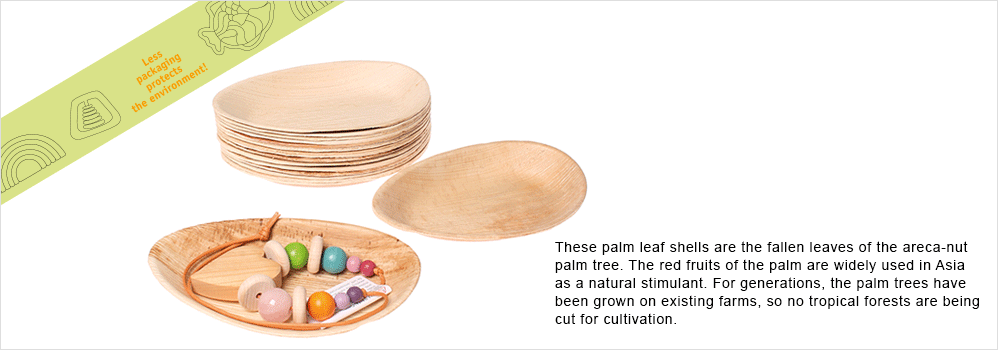 Less
packaging
protects
the environment!
These palm leaf shells are the fallen leaves of the areca-nut
palm tree. The red fruits of the palm are widely used in Asia
as a natural stimulant. For generations, the palm trees have
been grown on existing farms, so no tropical forests are being
cut for cultivation.